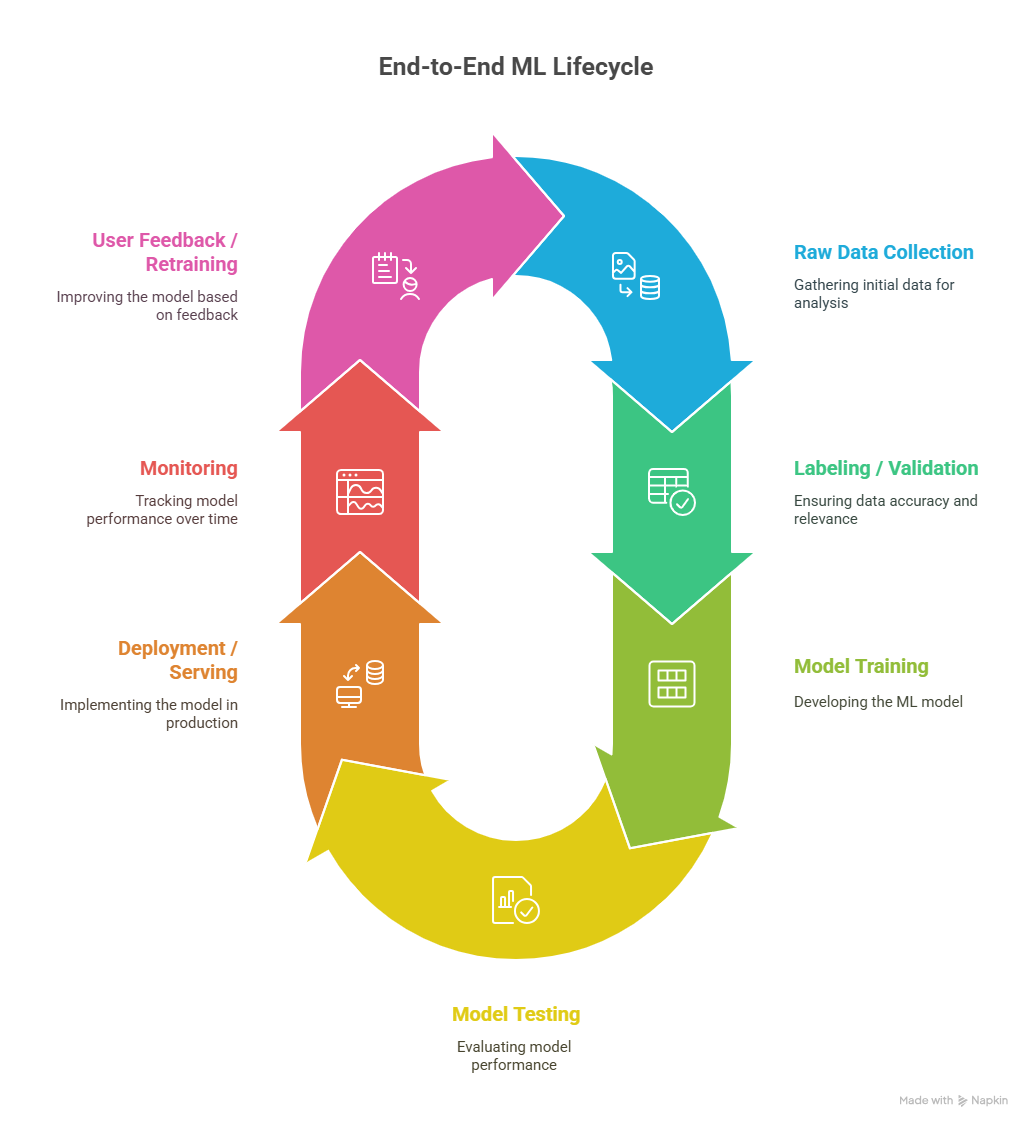 End-to-End ML Lifecycle
Raw Data Collection
Gathering initial data for
analysis
Labeling / Validation
Ensuring data accuracy and
relevance
Model Training
Developing the ML model
Model Testing
Evaluating model
performance
Deployment /
Serving
Implementing the model in
production
Monitoring
Tracking model
performance over time
User Feedback /
Retraining
Improving the model based
on feedback
Made with Napkin